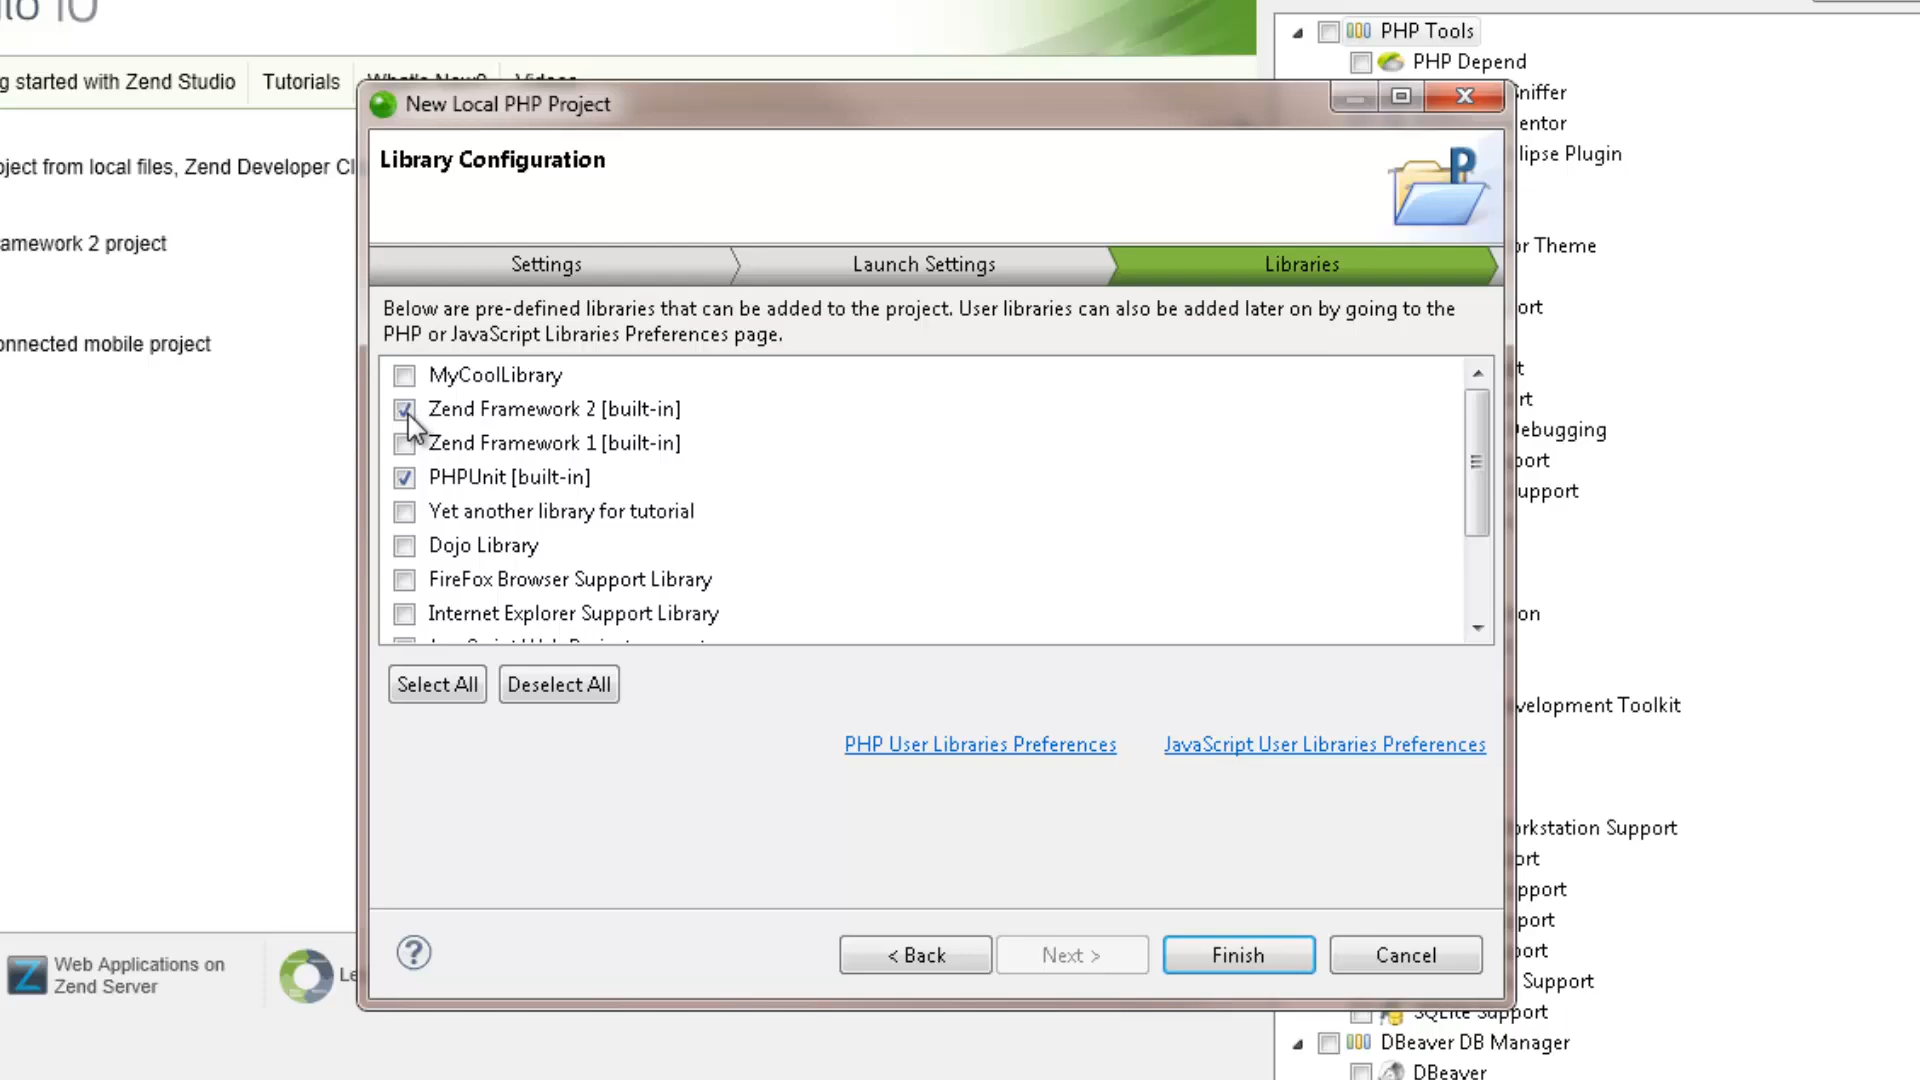 PHP Tools
PHP Depend
g started with Zend Studio
Tutorials
What's New?
Videos
New Local PHP Project
Sniffer
entor
Library Configuration
lipse Plugin
oject from local files, Zend Developer Cl
amework 2 project
or Theme
Settings
Launch Settings
Libraries
Below are pre-defined libraries that can be added to the project. User libraries can also be added later on by going to the
PHP or JavaScript Libraries Preferences page.
ort
onnected mobile project
MyCoolLibrary
t
Zend Framework 2 [built-in]
rt
Zend Framework 1 [built-in]
ebugging
PHPUnit [built-in]
port
upport
Yet another library for tutorial
Dojo Library
FireFox Browser Support Library
Internet Explorer Support Library
on
Select All
Deselect All
velopment Toolkit
PHP User Libraries Preferences
JavaScript User Libraries Preferences
orkstation Support
ort
pport
port
?
< Back
Next >
Finish
Cancel
ort
Web Applications on
Zend Server
Le
Support
SQLite Support
DBeaver DB Manager
DBeaver